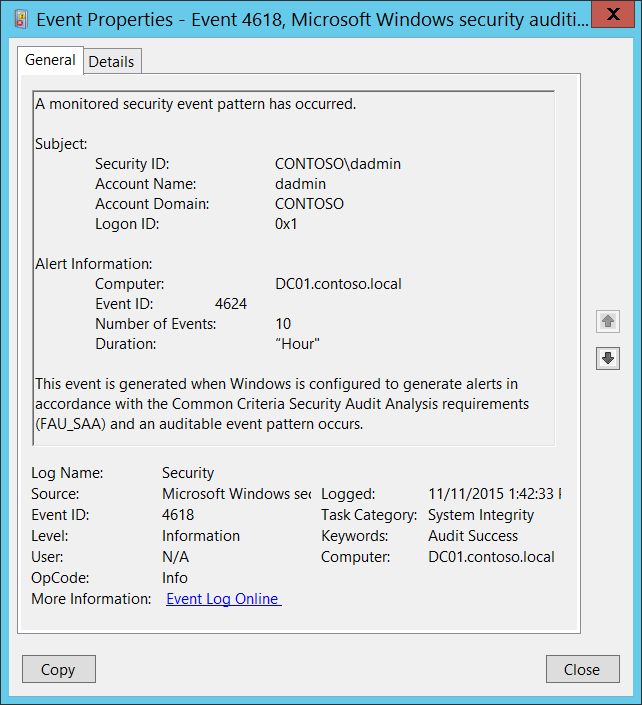 Event Properties - Event 4618, Microsoft Windows security auditi...
X
General
Details
A monitored security event pattern has occurred.
Subject:
Security ID: CONTOSO\dadmin
Account Name: dadmin
Account Domain: CONTOSO
Logon ID: 0x1
Alert Information:
Computer: DC01.contoso.local
Event ID: 4624
Number of Events: 10
Duration: “Hour"
This event is generated when Windows is configured to generate alerts in
accordance with the Common Criteria Security Audit Analysis requirements
(FAU_SAA) and an auditable event pattern occurs.
Log Name: Security
Source: Microsoft Windows sec Logged: 11/11/2015 1:42:33
Event ID: 4618 Task Category: System Integrity
Level: Information Keywords: Audit Success
User: N/A Computer: DC01.contoso.local
OpCode: Info
More Information: Event Log Online
Copy
Close